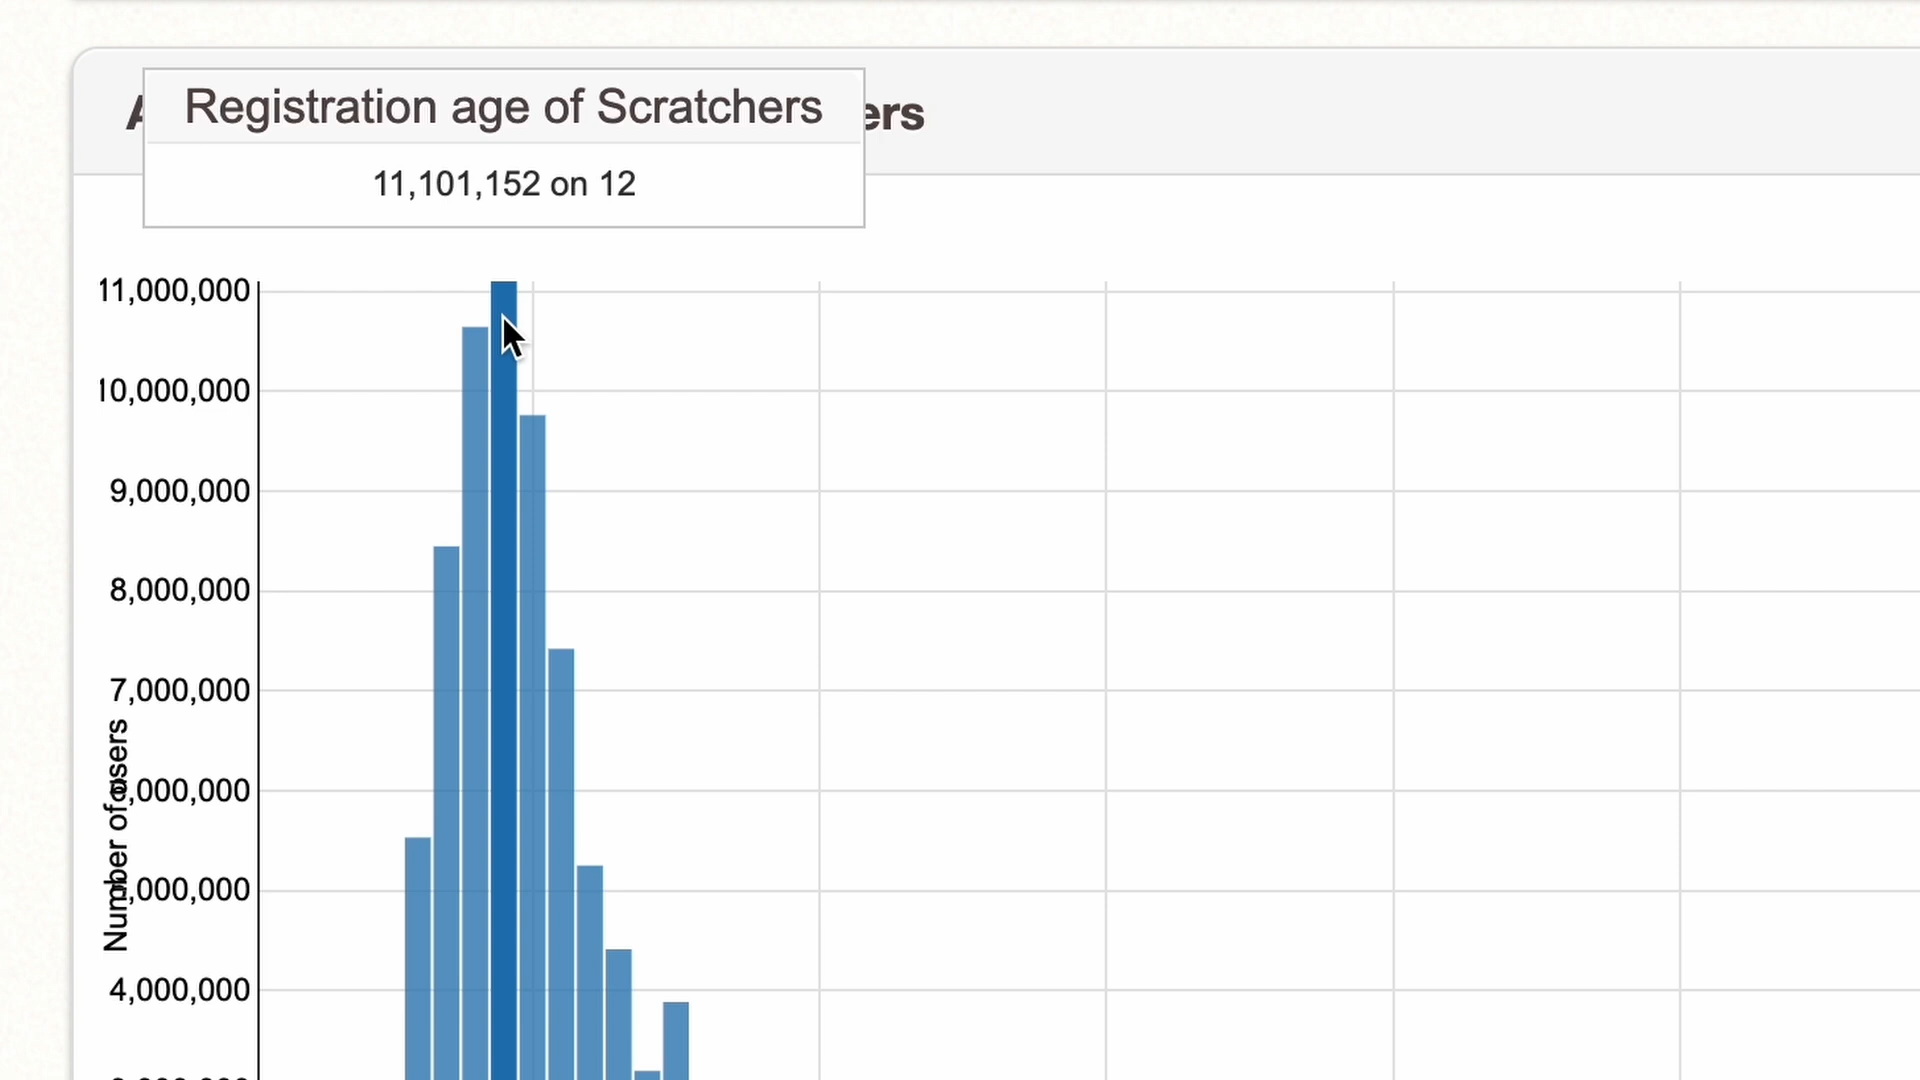 Registration age of Scratchers
11,101,152 on 12
11,000,000
10,000,000
9,000,000
8,000,000
7,000,000
4,000,000
Number of users